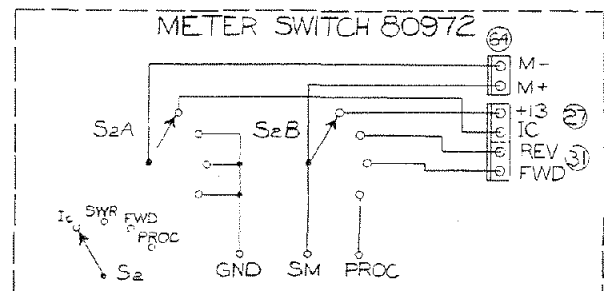 METER SWITCH 80972
64
M-
M+
+13
27
IC
REV
31
FWD
S2A
S2B
Ic
SWR
FWD
PROC
S2
GND
SM
PROC